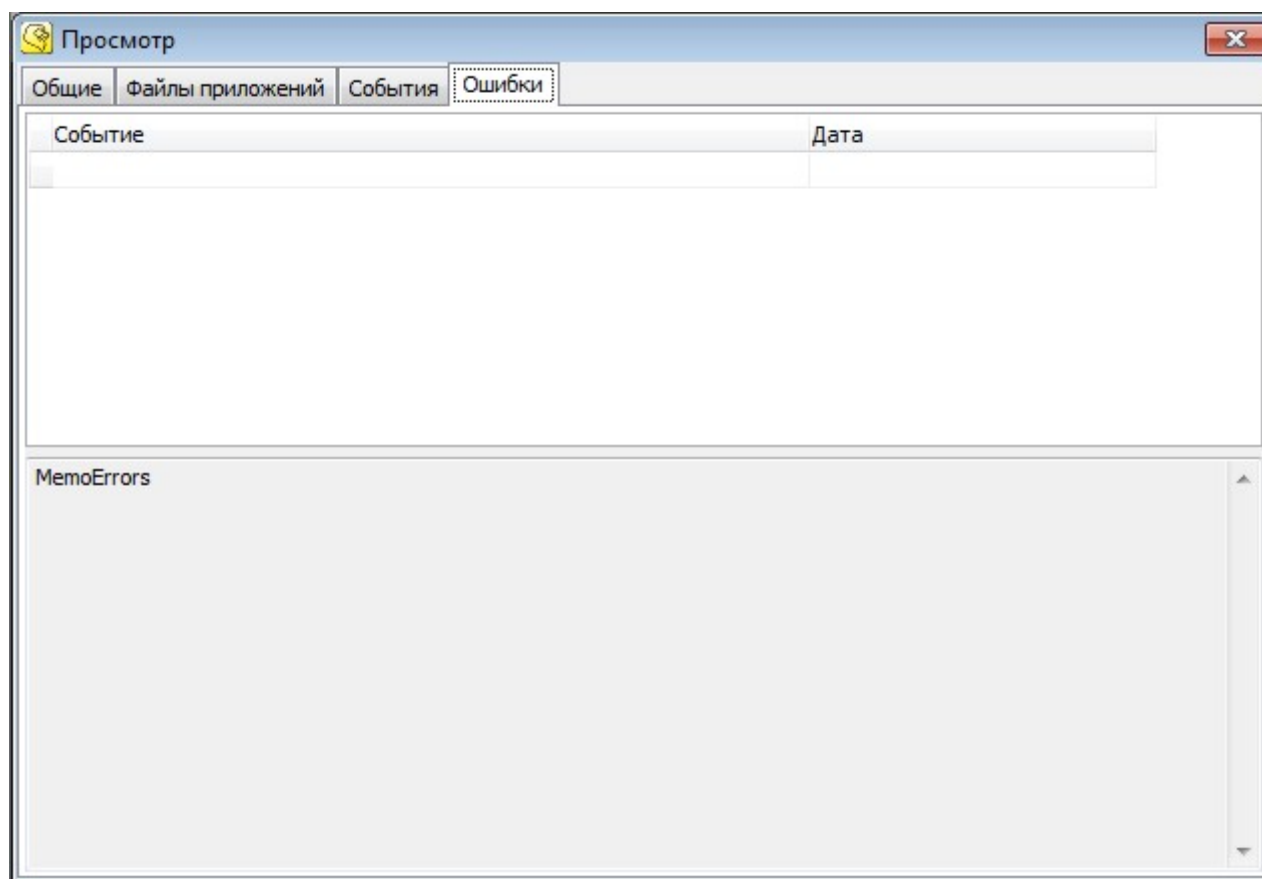 Просмотр
Общие Файлы приложений События Ошибки
Событие Дата
MemoErrors